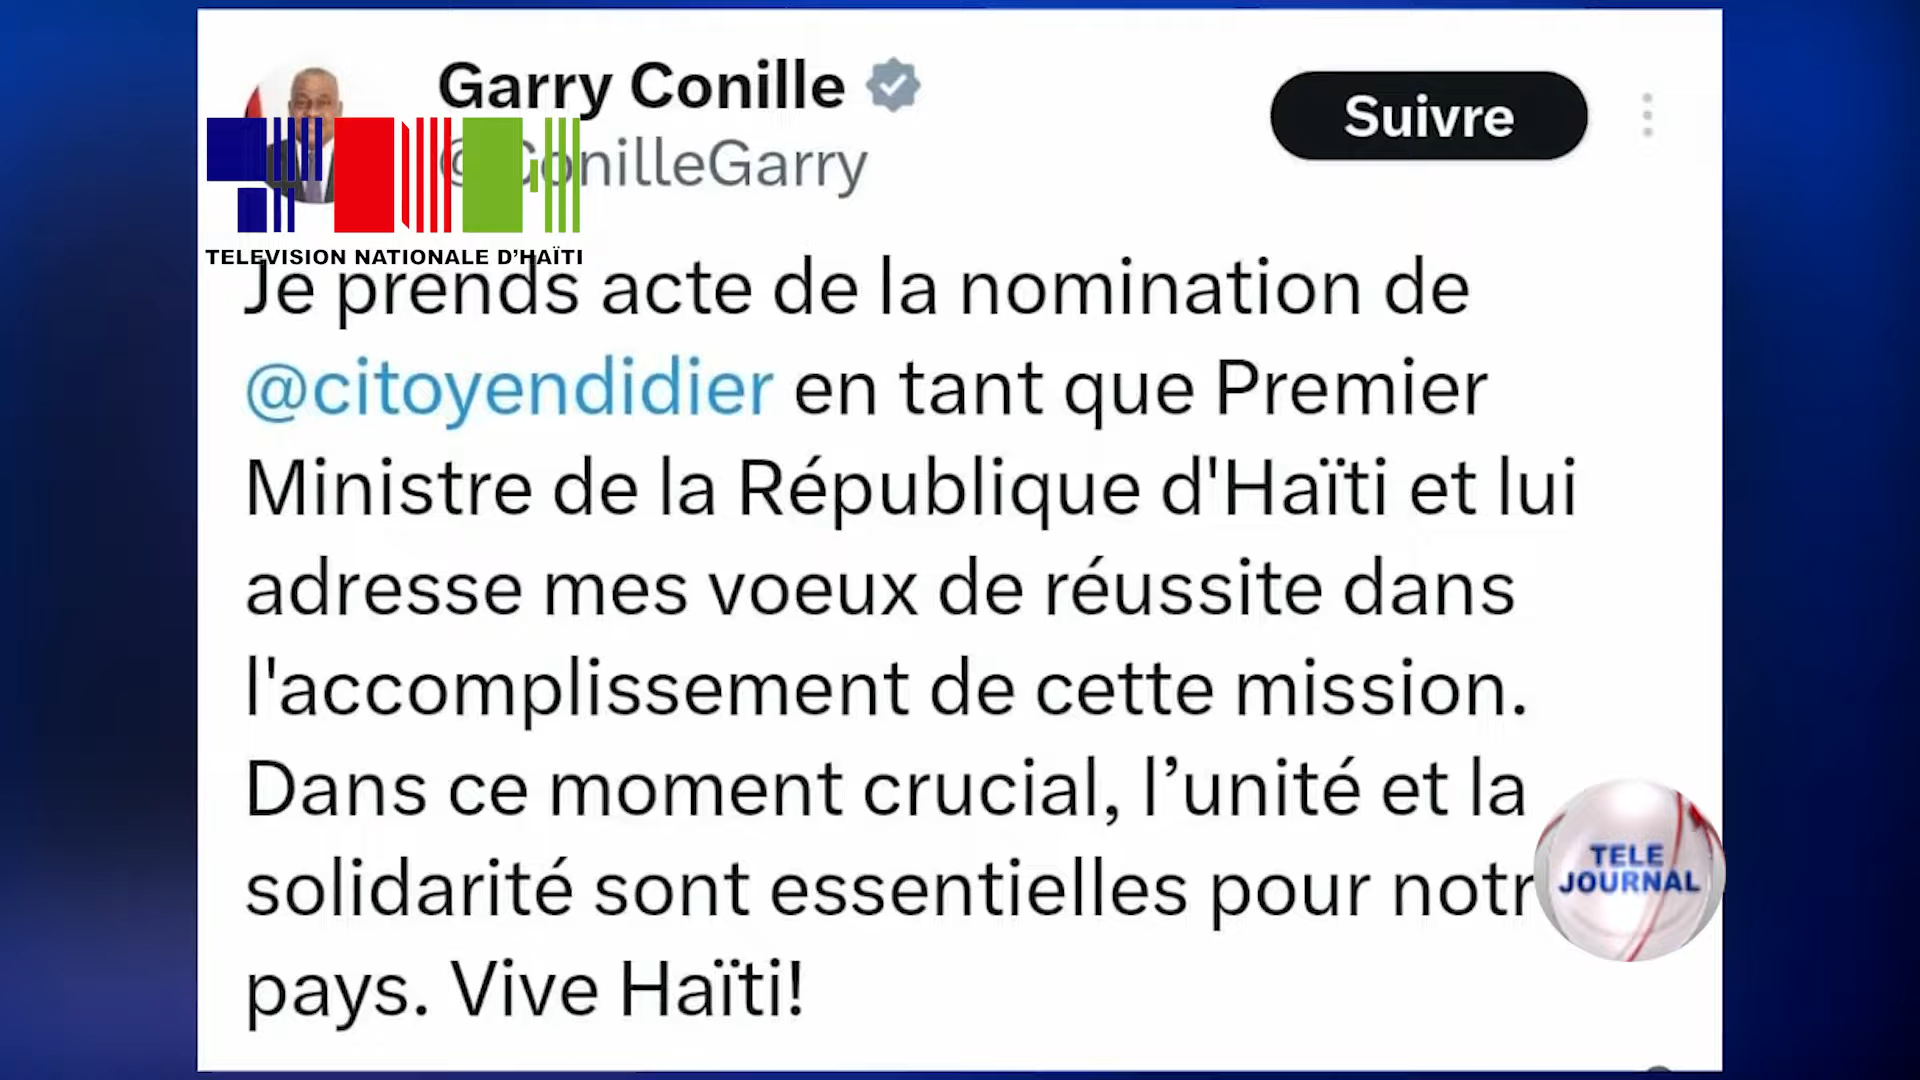 Garry Conille
@ConilleGarry
Suivre
TELEVISION NATIONALE D'HAÏTI
Je prends acte de la nomination de
@citoyendidier en tant que Premier
Ministre de la République d'Haïti et lui
adresse mes voeux de réussite dans
l'accomplissement de cette mission.
Dans ce moment crucial, l’unité et la
solidarité sont essentielles pour notr
pays. Vive Haïti!
TELE
JOURNAL